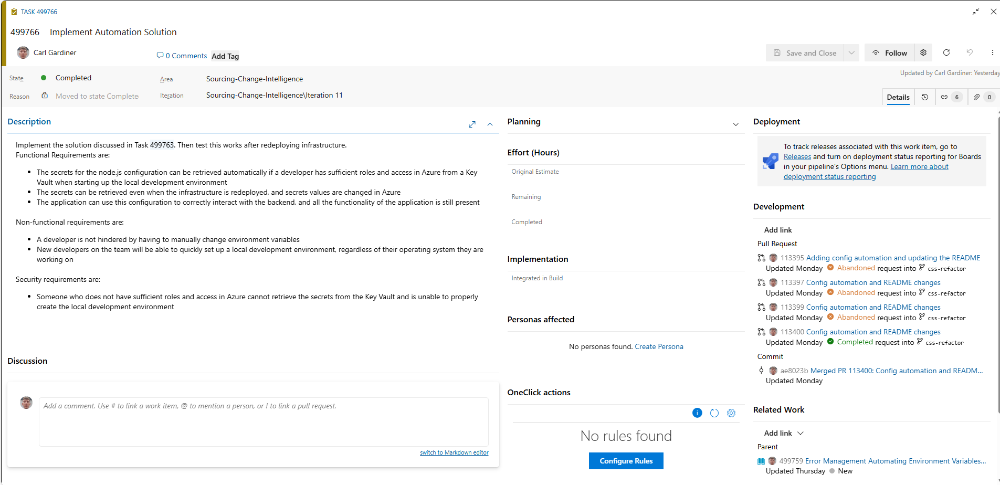 TASK 499766
499766 Implement Automation Solution
Carl Gardiner
0 Comments
Add Tag
Save and Close
Follow
State
Completed
Area
Sourcing-Change-Intelligence
Updated by Carl Gardiner: Yesterday
Reason
Moved to state Complete
Iteration
Sourcing-Change-Intelligence\Iteration 11
Details
6
0
Description
Implement the solution discussed in Task 499763. Then test this works after redeploying infrastructure.
Functional Requirements are:
• The secrets for the node.js configuration can be retrieved automatically if a developer has sufficient roles and access in Azure from a Key
Vault when starting up the local development environment
• The secrets can be retrieved even when the infrastructure is redeployed, and secrets values are changed in Azure
• The application can use this configuration to correctly interact with the backend, and all the functionality of the application is still present
Non-functional requirements are:
• A developer is not hindered by having to manually change environment variables
• New developers on the team will be able to quickly set up a local development environment, regardless of their operating system they are
working on
Security requirements are:
• Someone who does not have sufficient roles and access in Azure cannot retrieve the secrets from the Key Vault and is unable to properly
create the local development environment
Discussion
Add a comment. Use # to link a work item, @ to mention a person, or ! to link a pull request.
switch to Markdown editor
Planning
Effort (Hours)
Original Estimate
Remaining
Completed
Implementation
Integrated in Build
Personas affected
No personas found. Create Persona
OneClick actions
No rules found
Configure Rules
Deployment
To track releases associated with this work item, go to
Releases and turn on deployment status reporting for Boards
in your pipeline's Options menu. Learn more about
deployment status reporting
Development
Add link
Pull Request
113395 Adding config automation and updating the README
Updated Monday Abandoned request into css-refactor
113397 Config automation and README changes
Updated Monday Abandoned request into css-refactor
113399 Config automation and README changes
Updated Monday Abandoned request into css-refactor
113400 Config automation and README changes
Updated Monday Completed request into css-refactor
Commit
ae8023b Merged PR 113400: Config automation and READM...
Updated Monday
Related Work
Add link
Parent
499759 Error Management Automating Environment Variables...
Updated Thursday New